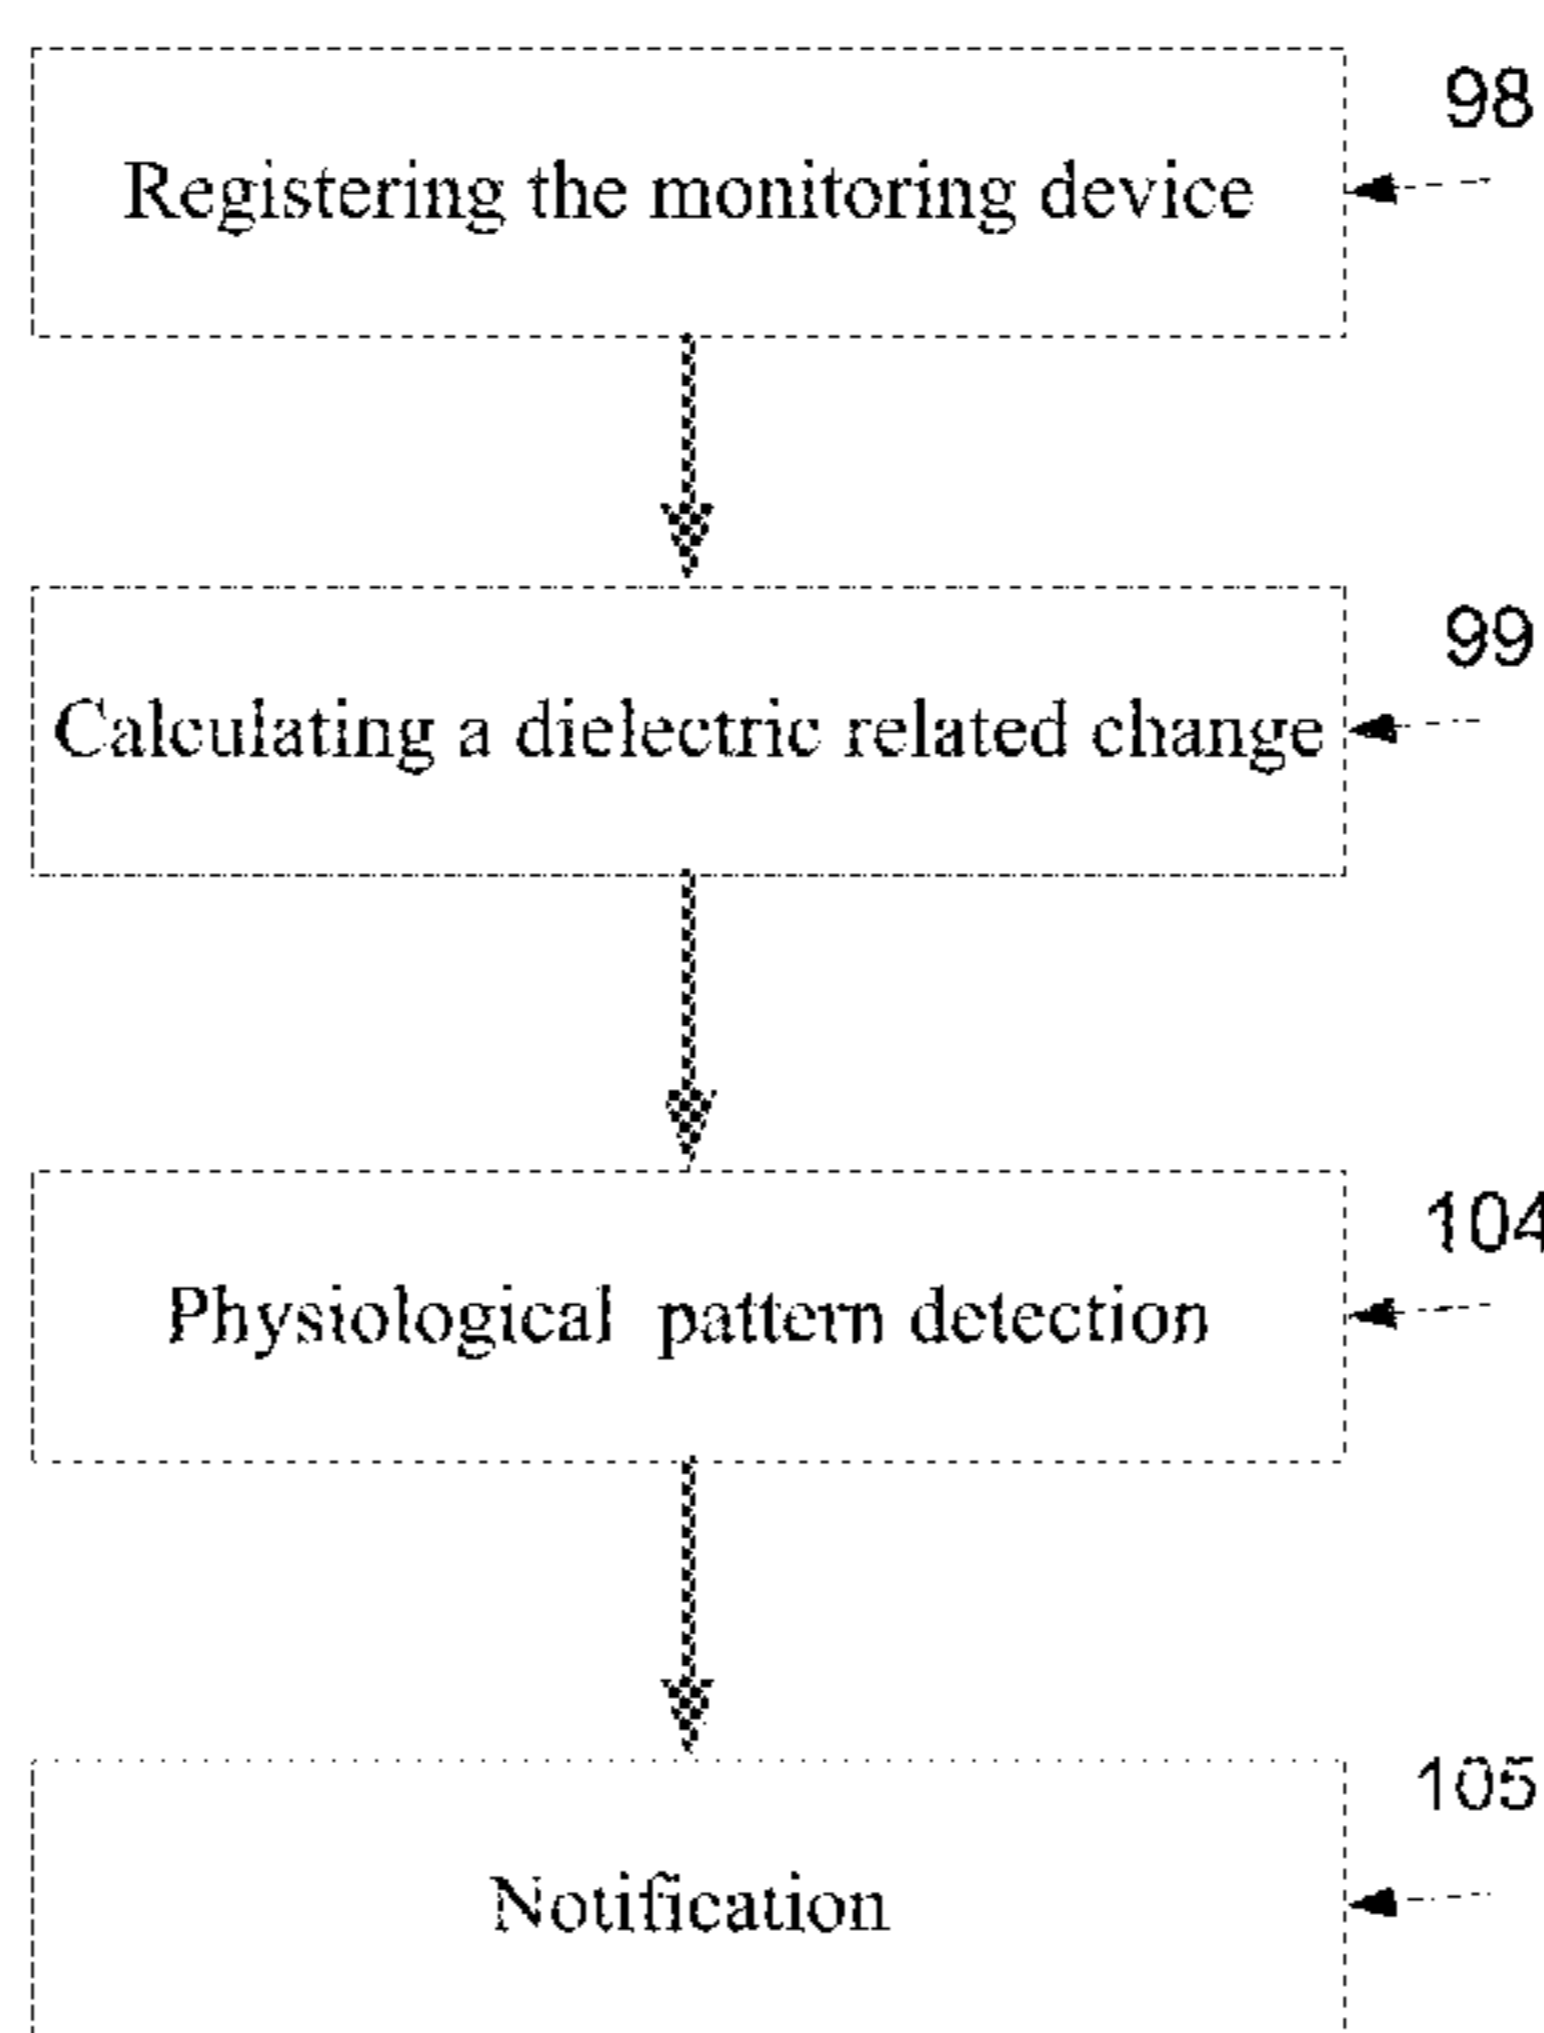 98
Registering the monitoring device
99
Calculating a dielectric related change
104
Physiological pattern detection
105
Notification